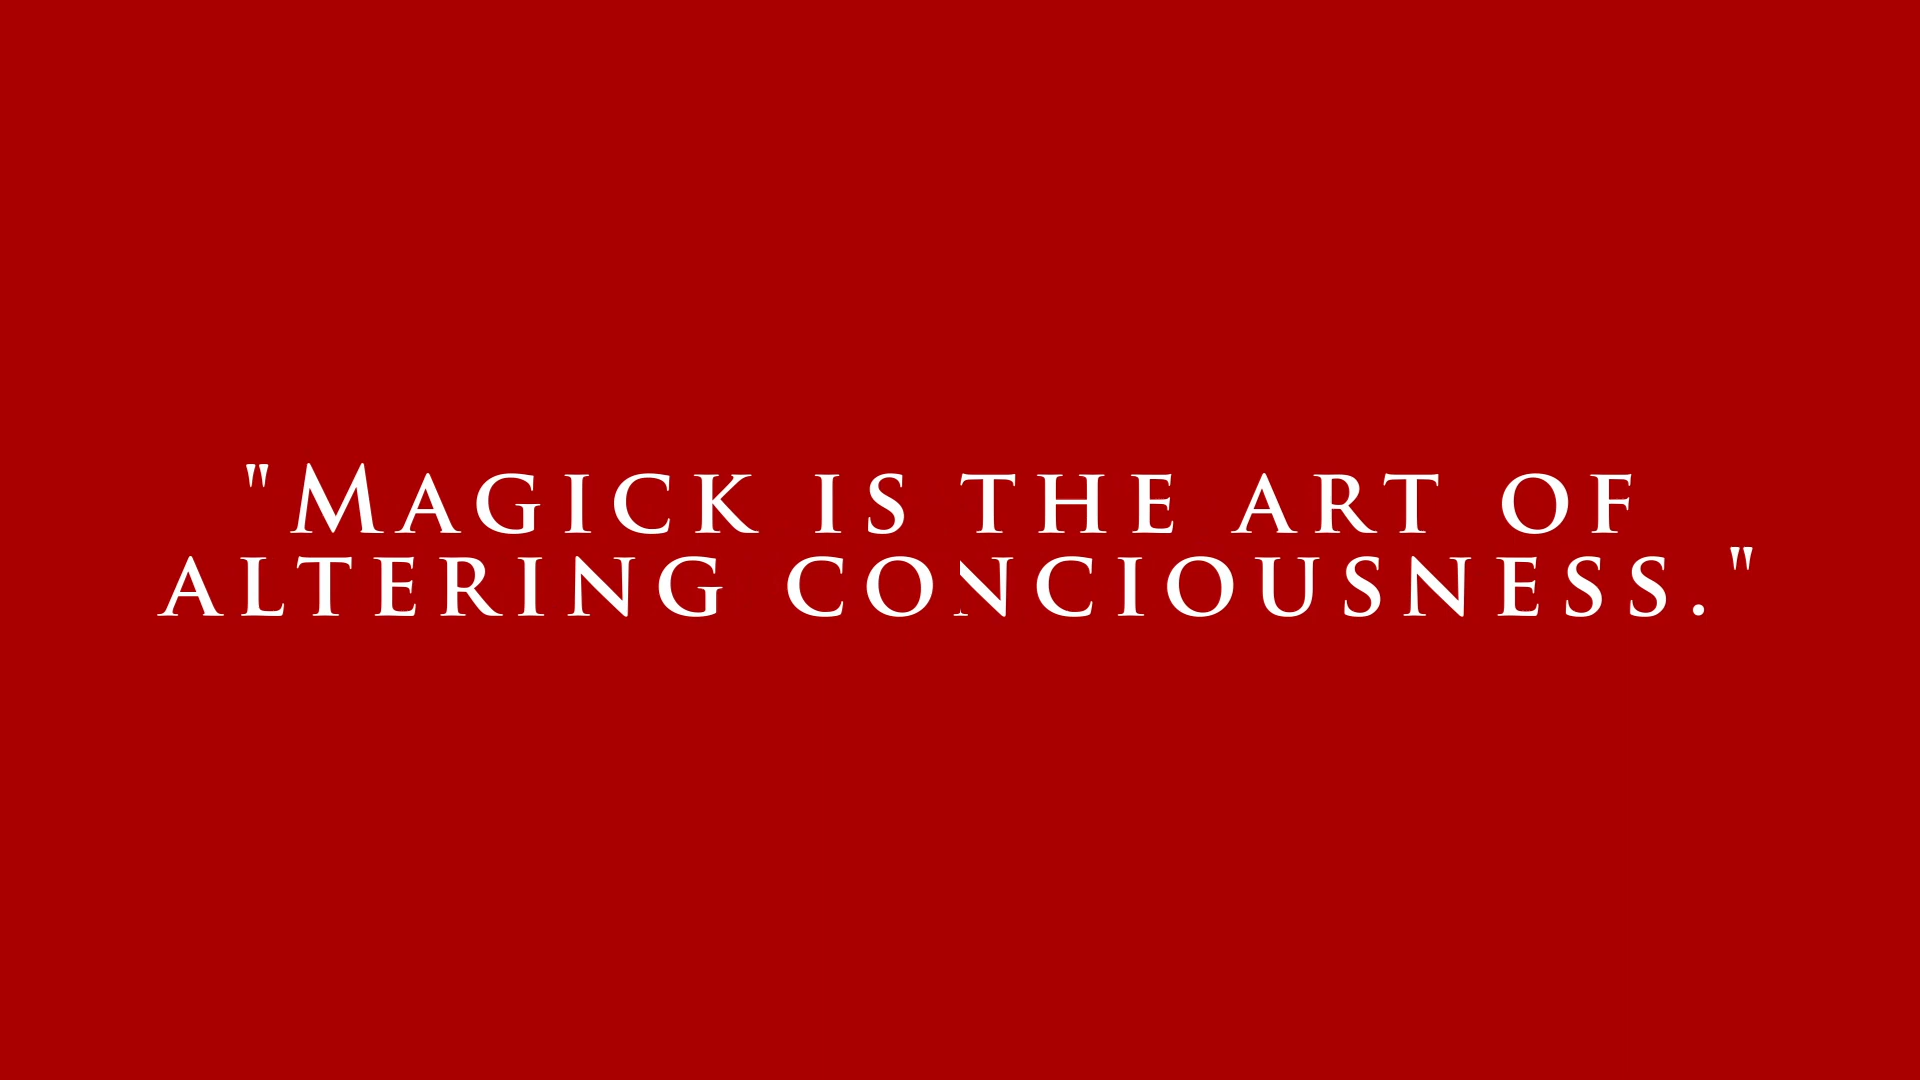 "Magick is the art of
altering conciousness."